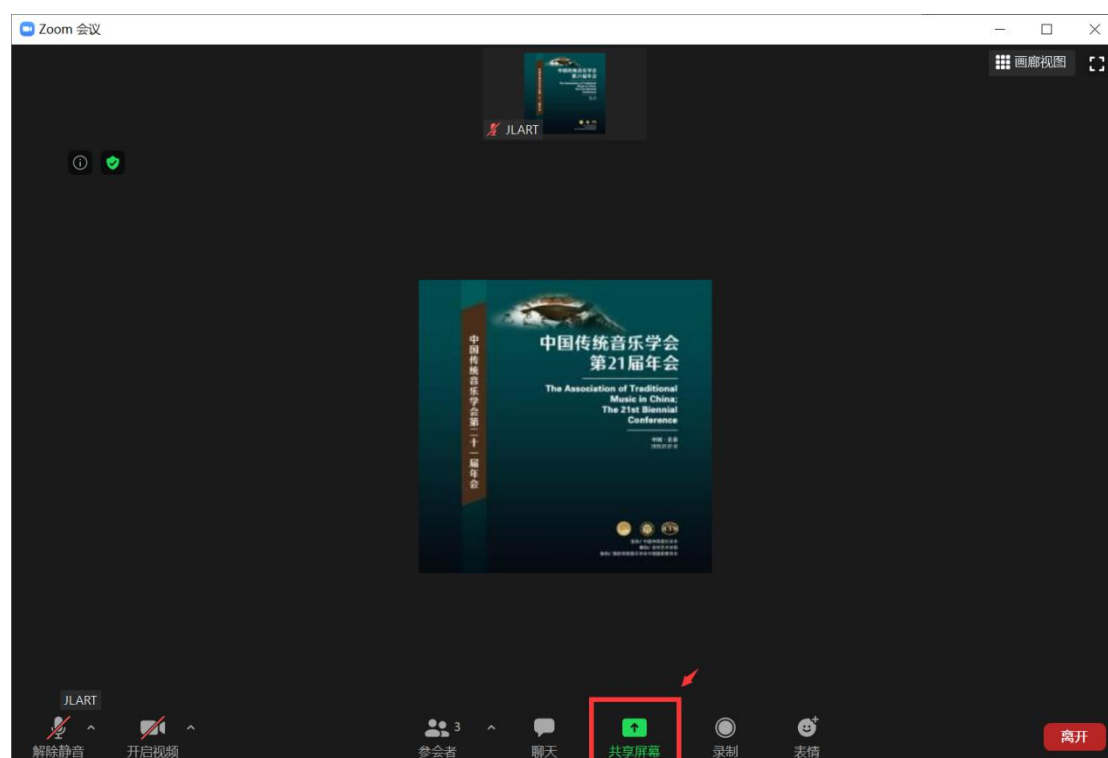 Zoom 会议
画廊视图
JLART
中国传统音乐学会第二十一届年会
中国传统音乐学会
第21届年会
The Association of Traditional
Music in China:
The 21st Biennial
Conference
JLART
解除静音
开启视频
参会者
3
聊天
共享屏幕
录制
表情
离开